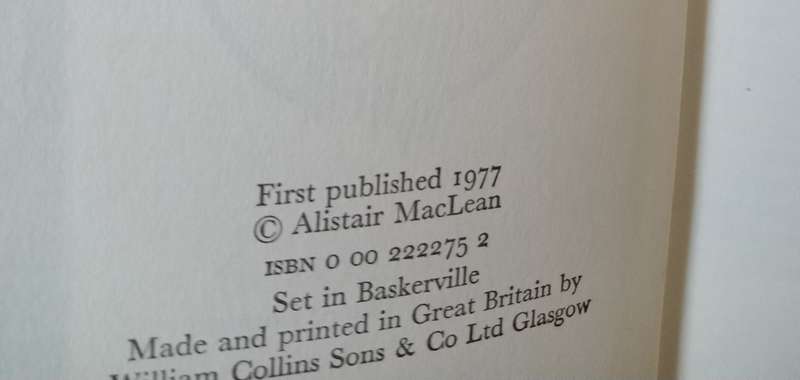 First published 1977
© Alistair MacLean
ISBN 0 00 222275 2
Set in Baskerville
Made and printed in Great Britain by
William Collins Sons & Co Ltd Glasgow